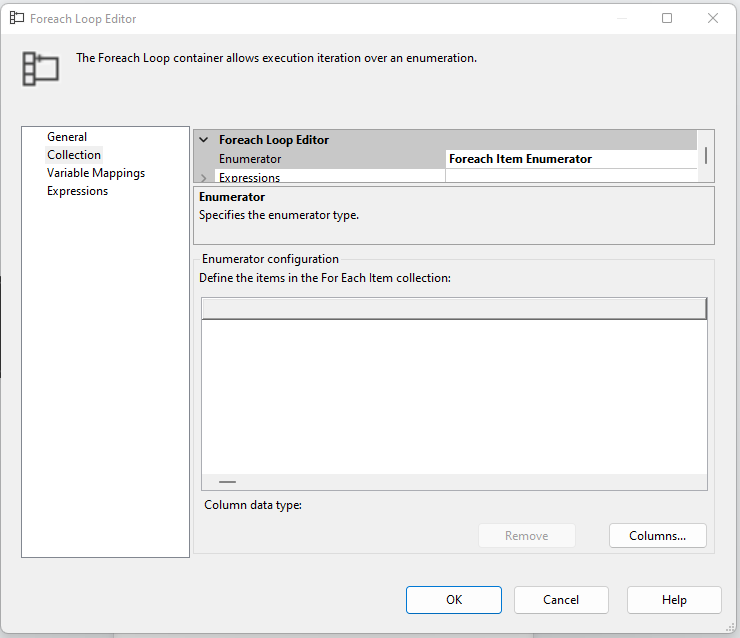 Foreach Loop Editor
The Foreach Loop container allows execution iteration over an enumeration.
General
Collection
Variable Mappings
Expressions
Foreach Loop Editor
Enumerator Foreach Item Enumerator
Expressions
Enumerator
Specifies the enumerator type.
Enumerator configuration
Define the items in the For Each Item collection:
Column data type:
Remove Columns...
OK Cancel Help